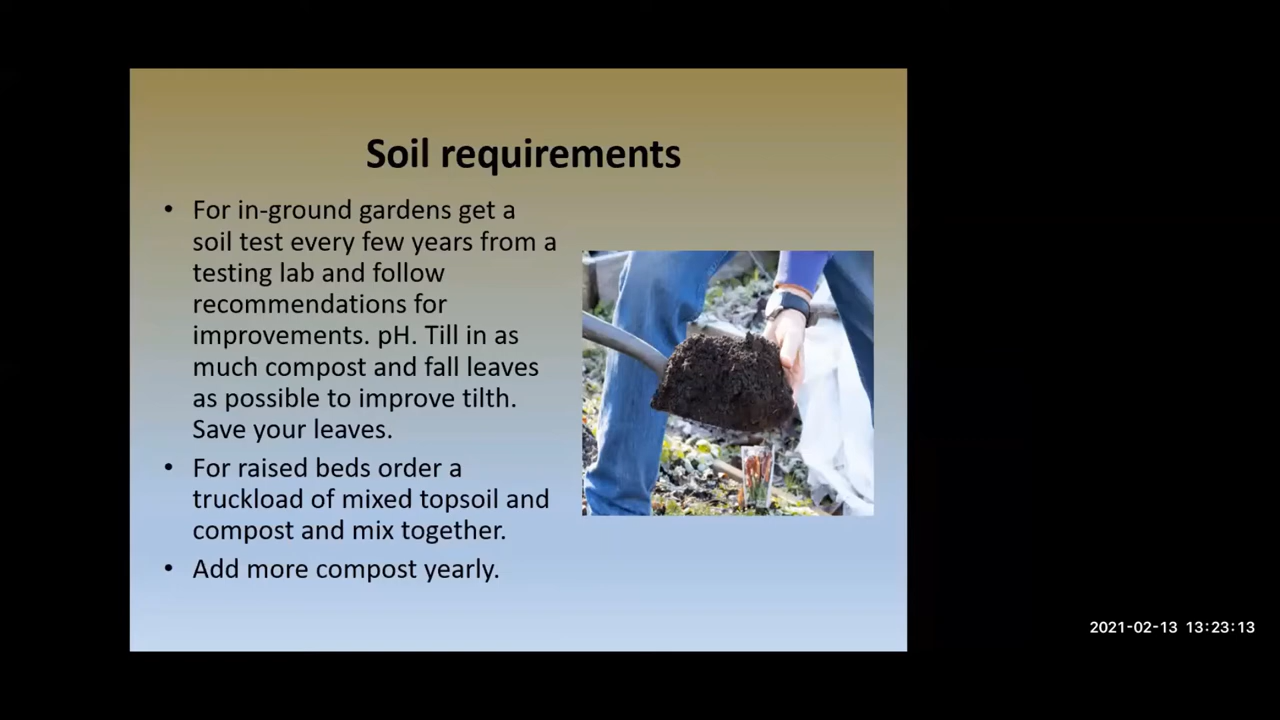 Soil requirements
• For in-ground gardens get a
soil test every few years from a
testing lab and follow
recommendations for
improvements. pH. Till in as
much compost and fall leaves
as possible to improve tilth.
Save your leaves.
• For raised beds order a
truckload of mixed topsoil and
compost and mix together.
• Add more compost yearly.
2021-02-13 13:23:13